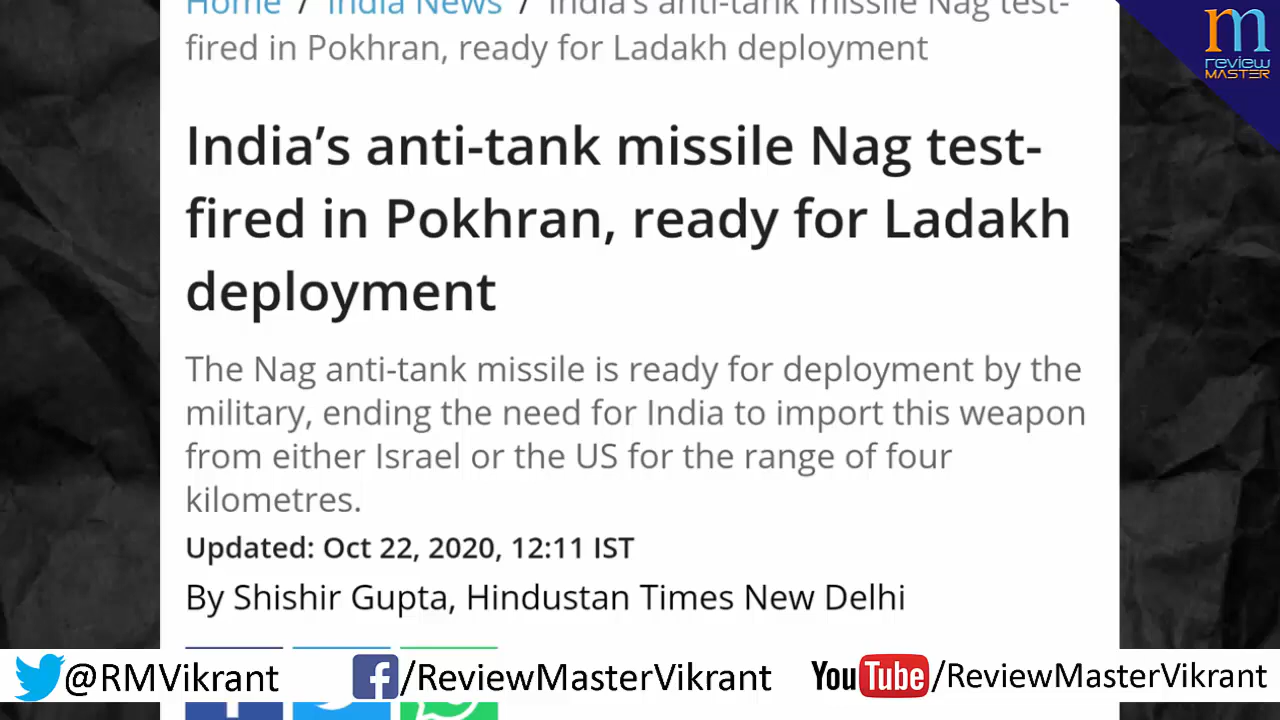 Home / India News / India's anti-tank missile Nag test-
fired in Pokhran, ready for Ladakh deployment
India’s anti-tank missile Nag test-
fired in Pokhran, ready for Ladakh
deployment
The Nag anti-tank missile is ready for deployment by the
military, ending the need for India to import this weapon
from either Israel or the US for the range of four
kilometres.
Updated: Oct 22, 2020, 12:11 IST
By Shishir Gupta, Hindustan Times New Delhi
@RMVikrant
/ReviewMasterVikrant
YouTube /ReviewMasterVikrant
m
review
MASTER